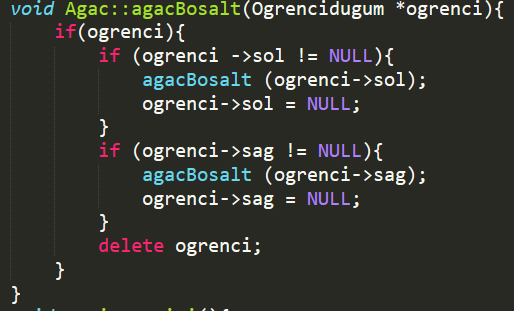 void Agac::agacBosalt(Ogrencidugum *ogrenci){
    if(ogrenci){
        if (ogrenci ->sol != NULL){
            agacBosalt (ogrenci->sol);
            ogrenci->sol = NULL;
        }
        if (ogrenci->sag != NULL){
            agacBosalt (ogrenci->sag);
            ogrenci->sag = NULL;
        }
        delete ogrenci;
    }
}